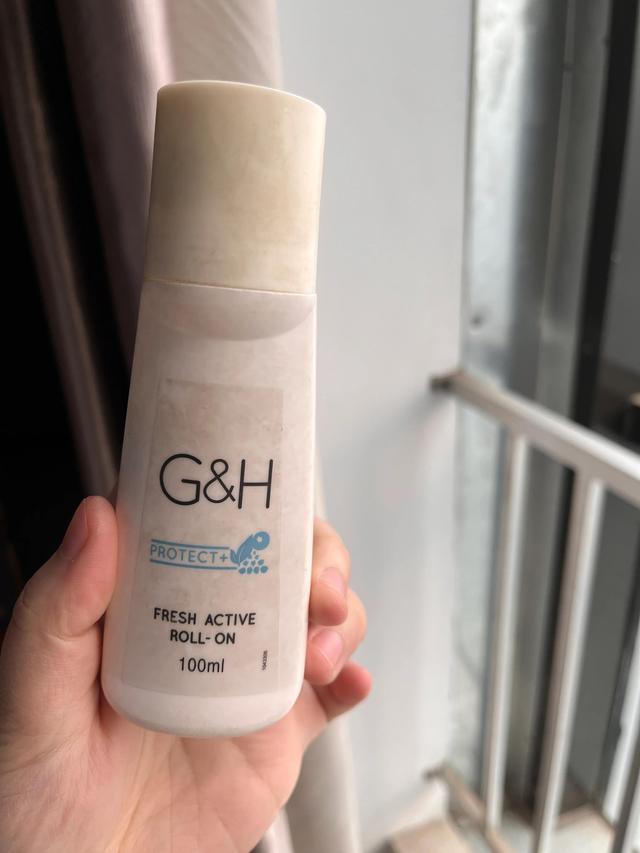 G&H
PROTECT+
FRESH ACTIVE
ROLL-ON
100ml